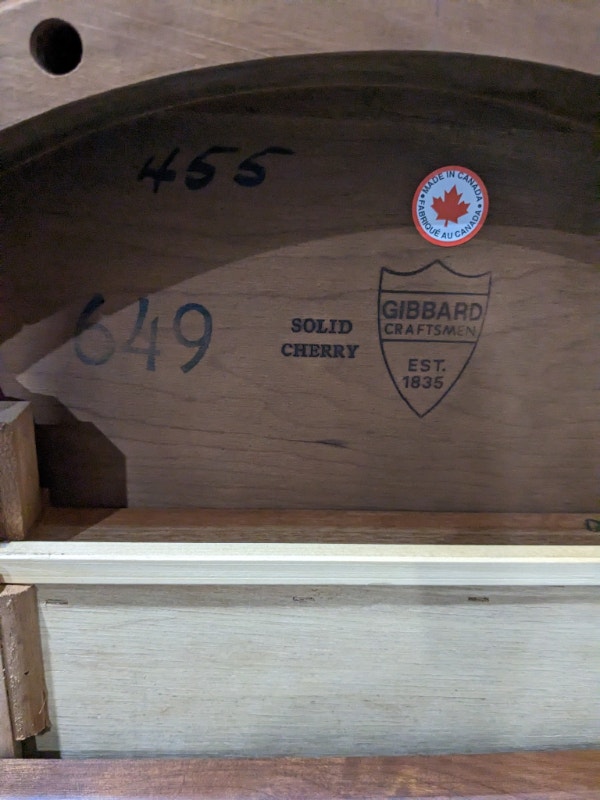 455
MADE IN CANADA
FABRIQUÉ AU CANADA
649
SOLID
CHERRY
GIBBARD
CRAFTSMEN
EST.
1835